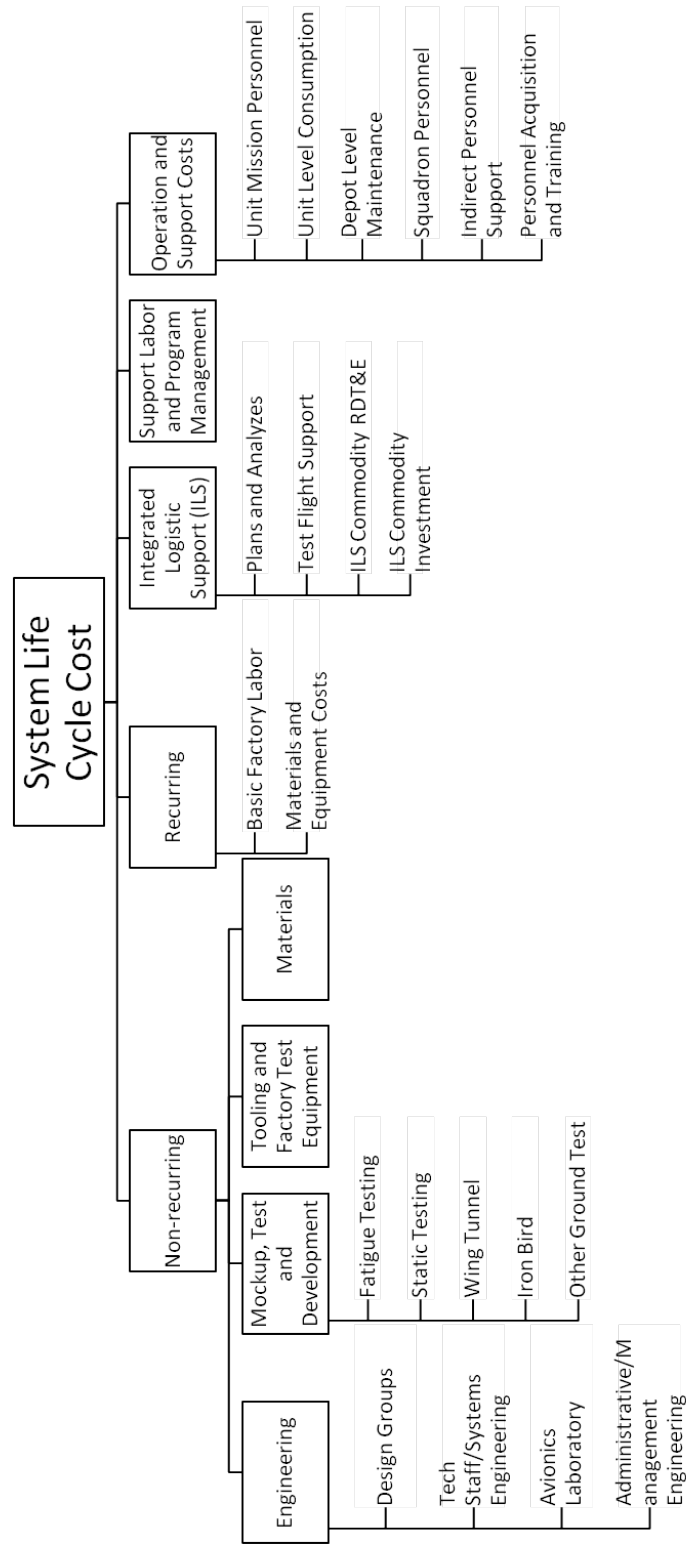 System Life
Cycle Cost
Non-recurring
Recurring
Integrated
Logistic
Support (ILS)
Support Labor
and Program
Management
Operation and
Support Costs
Engineering
Mockup, Test
and
Development
Tooling and
Factory Test
Equipment
Materials
Design Groups
Tech
Staff/Systems
Engineering
Avionics
Laboratory
Administrative/M
anagement
Engineering
Fatigue Testing
Static Testing
Wing Tunnel
Iron Bird
Other Ground Test
Basic Factory Labor
Materials and
Equipment Costs
Plans and Analyzes
Test Flight Support
ILS Commodity RDT&E
ILS Commodity
Investment
Unit Mission Personnel
Unit Level Consumption
Depot Level
Maintenance
Squadron Personnel
Indirect Personnel
Support
Personnel Acquisition
and Training